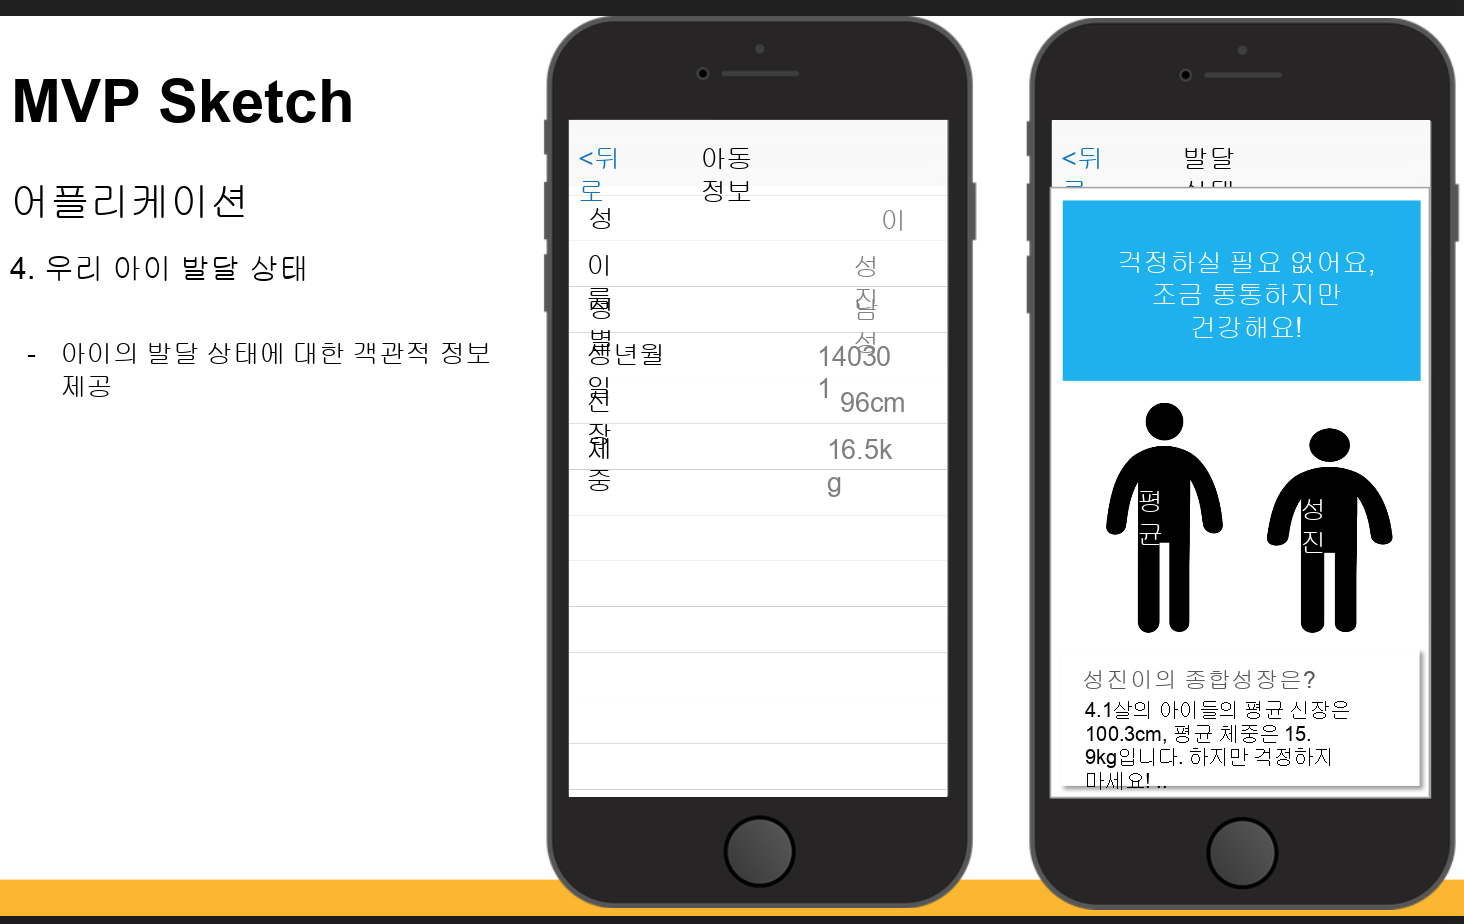 MVP Sketch
어플리케이션
4. 우리 아이 발달 상태
- 아이의 발달 상태에 대한 객관적 정보
제공
<뒤
로
아동
정보
성
이
이
름
성
진
성
별
남
성
생년월
일
14030
1
신
장
96cm
체
중
16.5k
g
<뒤
로
발달
상태
걱정하실 필요 없어요,
조금 통통하지만
건강해요!
평
균
성
진
성진이의 종합성장은?
4.1살의 아이들의 평균 신장은
100.3cm, 평균 체중은 15.
9kg입니다. 하지만 걱정하지
마세요! ..